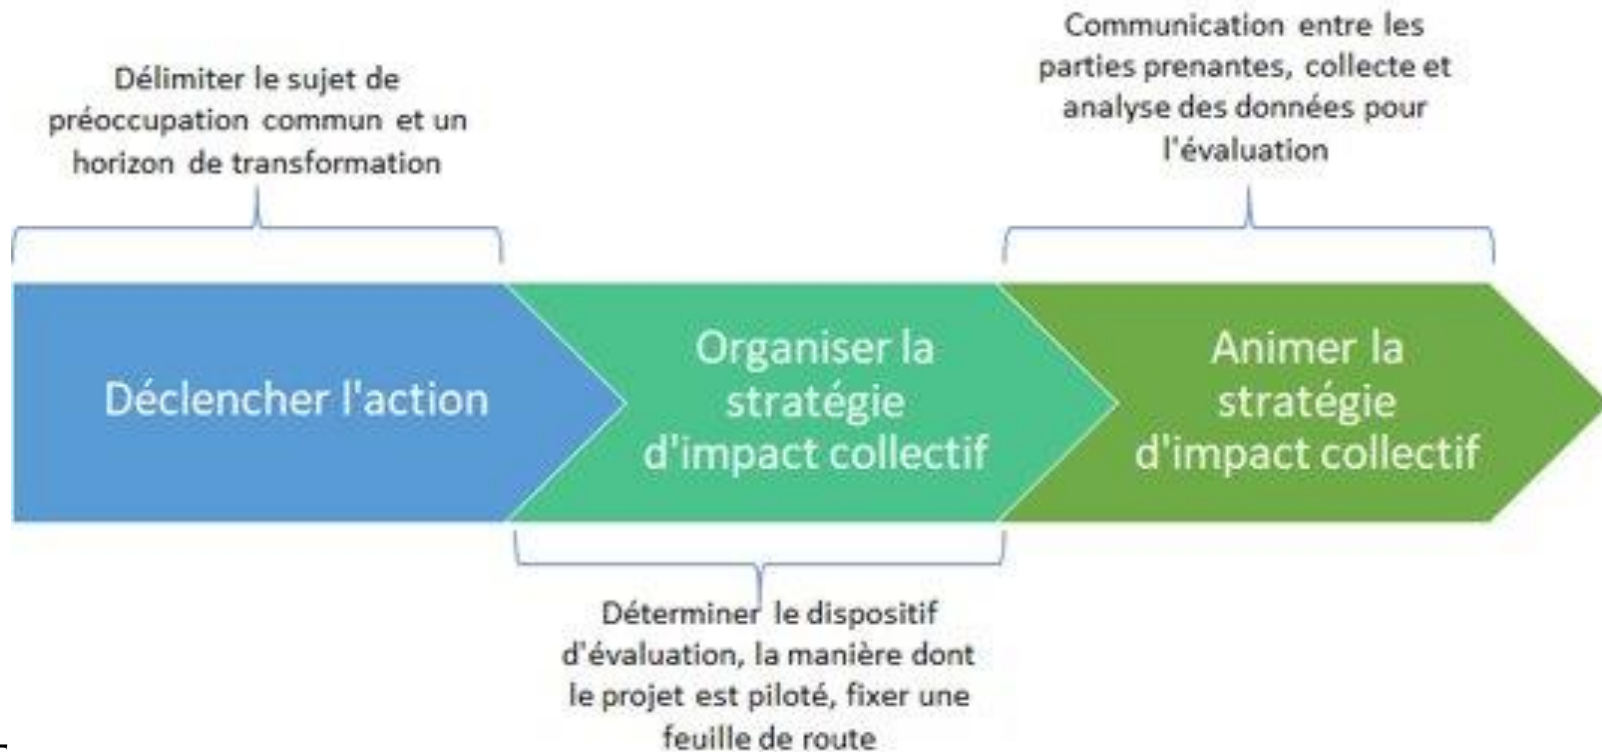 Délimiter le sujet de
préoccupation commun et un
horizon de transformation
Communication entre les
parties prenantes, collecte et
analyse des données pour
l'évaluation
Déclencher l'action
Organiser la
stratégie
d'impact collectif
Animer la
stratégie
d'impact collectif
Déterminer le dispositif
d'évaluation, la manière dont
le projet est piloté, fixer une
feuille de route